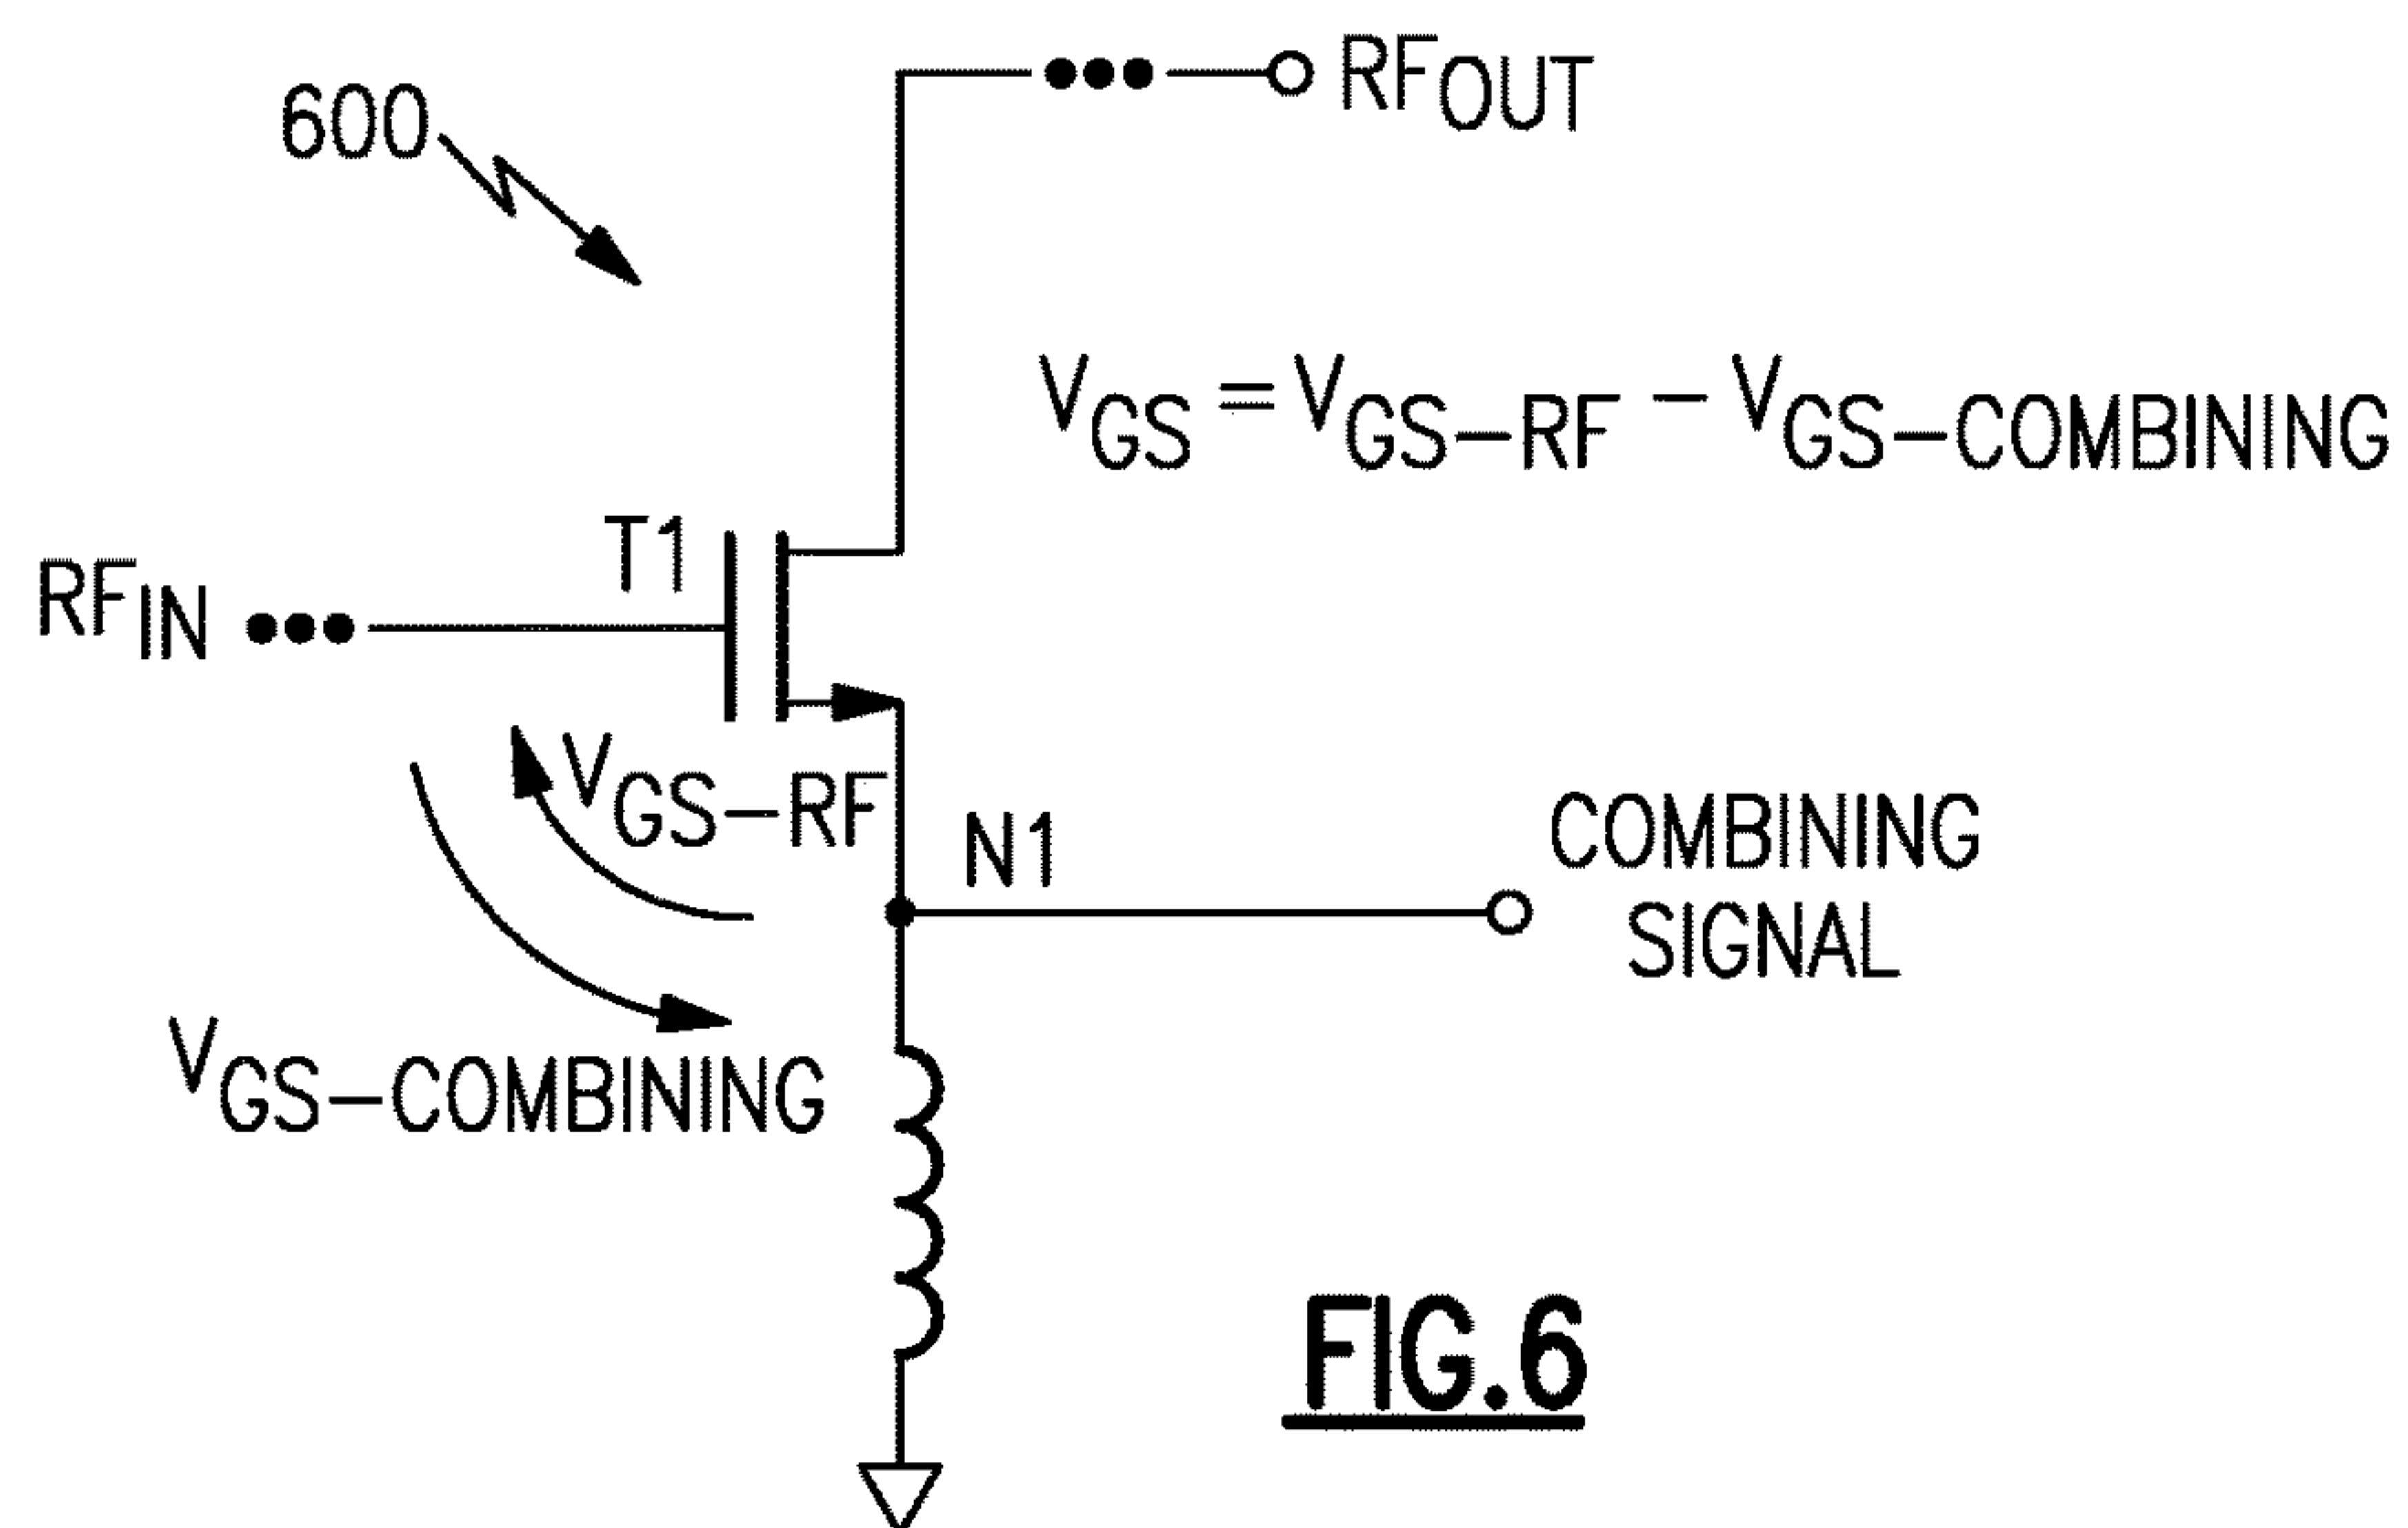 600
RFOUT
VGS = VGS-RF - VGS-COMBINING
T1
RFIN
VGS-RF
N1
COMBINING
SIGNAL
VGS-COMBINING
FIG.6